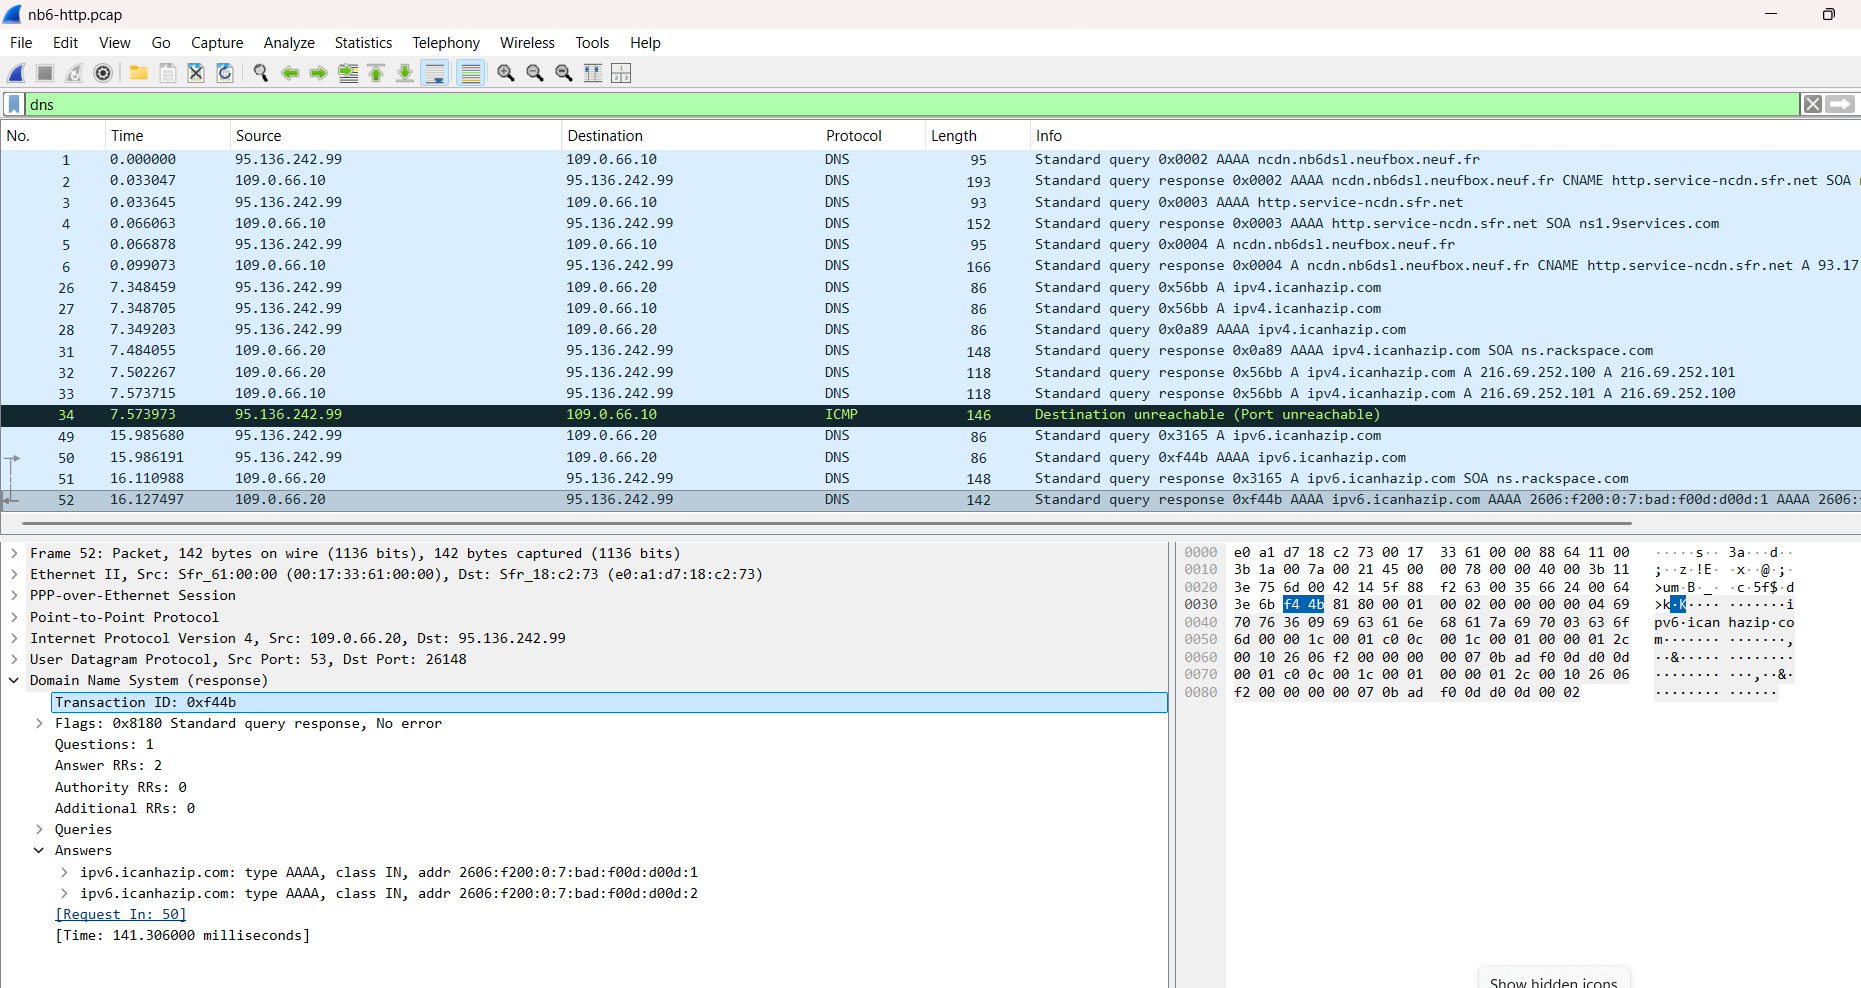 nb6-http.pcap
File Edit View Go Capture Analyze Statistics Telephony Wireless Tools Help
dns
No. Time Source Destination Protocol Length Info
1 0.000000 95.136.242.99 109.0.66.10 DNS 95 Standard query 0x0002 AAAA ncdn.nb6dsl.neufbox.neuf.fr
2 0.033047 109.0.66.10 95.136.242.99 DNS 193 Standard query response 0x0002 AAAA ncdn.nb6dsl.neufbox.neuf.fr CNAME http.service-ncdn.sfr.net SOA
3 0.033645 95.136.242.99 109.0.66.10 DNS 93 Standard query 0x0003 AAAA http.service-ncdn.sfr.net
4 0.066063 109.0.66.10 95.136.242.99 DNS 152 Standard query response 0x0003 AAAA http.service-ncdn.sfr.net SOA ns1.9services.com
5 0.066878 95.136.242.99 109.0.66.10 DNS 95 Standard query 0x0004 A ncdn.nb6dsl.neufbox.neuf.fr
6 0.099073 109.0.66.10 95.136.242.99 DNS 166 Standard query response 0x0004 A ncdn.nb6dsl.neufbox.neuf.fr CNAME http.service-ncdn.sfr.net A 93.17
26 7.348459 95.136.242.99 109.0.66.20 DNS 86 Standard query 0x56bb A ipv4.icanhazip.com
27 7.348705 95.136.242.99 109.0.66.10 DNS 86 Standard query 0x56bb A ipv4.icanhazip.com
28 7.349203 95.136.242.99 109.0.66.20 DNS 86 Standard query 0x0a89 AAAA ipv4.icanhazip.com
31 7.484055 109.0.66.20 95.136.242.99 DNS 148 Standard query response 0x0a89 AAAA ipv4.icanhazip.com SOA ns.rackspace.com
32 7.502267 109.0.66.20 95.136.242.99 DNS 118 Standard query response 0x56bb A ipv4.icanhazip.com A 216.69.252.100 A 216.69.252.101
33 7.573715 109.0.66.10 95.136.242.99 DNS 118 Standard query response 0x56bb A ipv4.icanhazip.com A 216.69.252.101 A 216.69.252.100
34 7.573973 95.136.242.99 109.0.66.10 ICMP 146 Destination unreachable (Port unreachable)
49 15.985680 95.136.242.99 109.0.66.20 DNS 86 Standard query 0x3165 A ipv6.icanhazip.com
50 15.986191 95.136.242.99 109.0.66.20 DNS 86 Standard query 0xf44b AAAA ipv6.icanhazip.com
51 16.110988 109.0.66.20 95.136.242.99 DNS 148 Standard query response 0x3165 A ipv6.icanhazip.com SOA ns.rackspace.com
52 16.127497 109.0.66.20 95.136.242.99 DNS 142 Standard query response 0xf44b AAAA ipv6.icanhazip.com AAAA 2606:f200:0:7:bad:f00d:d00d:1 AAAA 2606:
Frame 52: Packet, 142 bytes on wire (1136 bits), 142 bytes captured (1136 bits)
Ethernet II, Src: Sfr_61:00:00 (00:17:33:61:00:00), Dst: Sfr_18:c2:73 (e0:a1:d7:18:c2:73)
PPP-over-Ethernet Session
Point-to-Point Protocol
Internet Protocol Version 4, Src: 109.0.66.20, Dst: 95.136.242.99
User Datagram Protocol, Src Port: 53, Dst Port: 26148
Domain Name System (response)
Transaction ID: 0xf44b
Flags: 0x8180 Standard query response, No error
Questions: 1
Answer RRs: 2
Authority RRs: 0
Additional RRs: 0
Queries
Answers
ipv6.icanhazip.com: type AAAA, class IN, addr 2606:f200:0:7:bad:f00d:d00d:1
ipv6.icanhazip.com: type AAAA, class IN, addr 2606:f200:0:7:bad:f00d:d00d:2
[Request In: 50]
[Time: 141.306000 milliseconds]
0000 e0 a1 d7 18 c2 73 00 17 33 61 00 00 88 64 11 00 ·····s·· 3a···d··
0010 3b 1a 00 7a 00 21 45 00 00 78 00 00 40 00 3b 11 ;··z·!E· ·x··@·;·
0020 3e 75 6d 00 42 14 5f 88 f2 63 00 35 66 24 00 64 >um·B·_· ·c·5f$·d
0030 3e 6b f4 4b 81 80 00 01 00 02 00 00 00 00 04 69 >k·K···· ·······i
0040 70 76 36 09 69 63 61 6e 68 61 7a 69 70 03 63 6f pv6·ican hazip·co
0050 6d 00 00 1c 00 01 c0 0c 00 1c 00 01 00 00 01 2c m······· ·······,
0060 00 10 26 06 f2 00 00 00 00 07 0b ad f0 0d d0 0d ··&····· ········
0070 00 01 c0 0c 00 1c 00 01 00 00 01 2c 00 10 26 06 ········ ···,··&·
0080 f2 00 00 00 00 07 0b ad f0 0d d0 0d 00 02 ········ ······
Show hidden icons